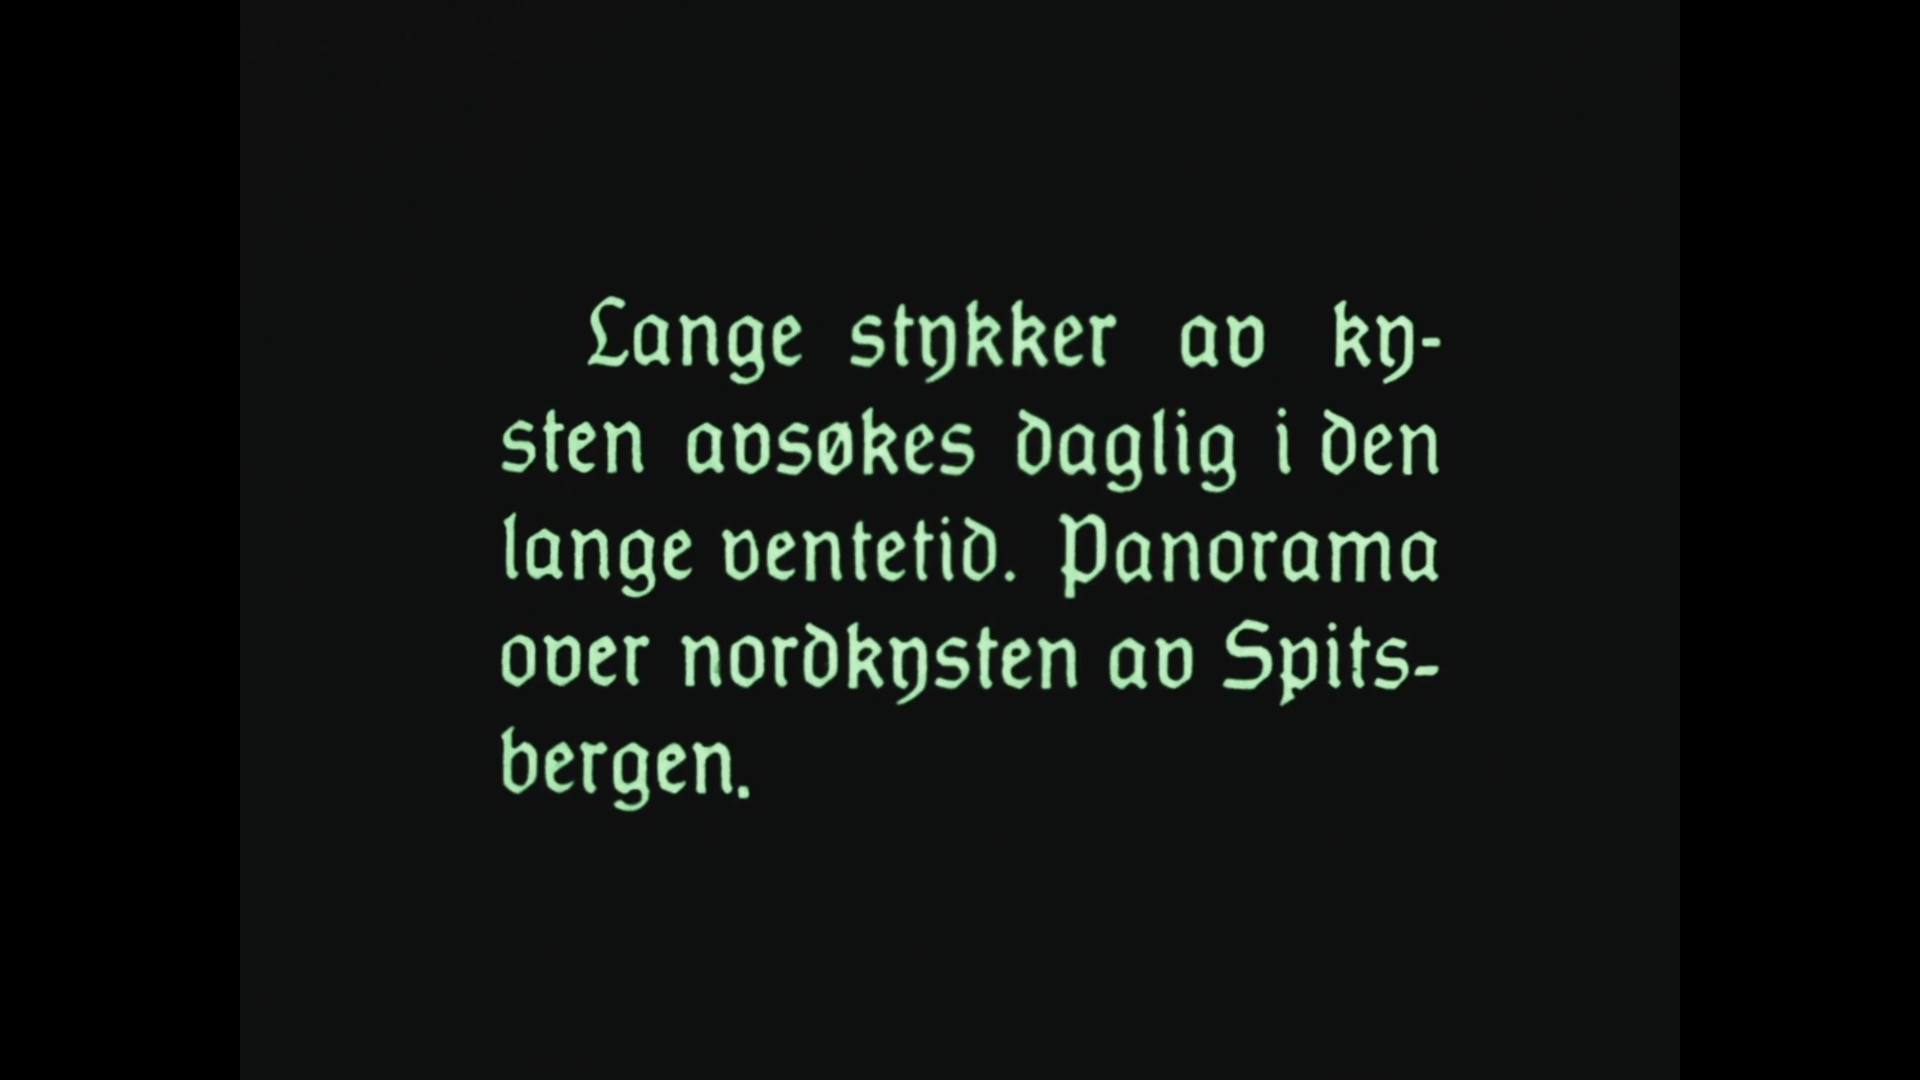 Lange stykker av ky-
sten avsøkes daglig i den
lange ventetid. Panorama
over nordkysten av Spits-
bergen.